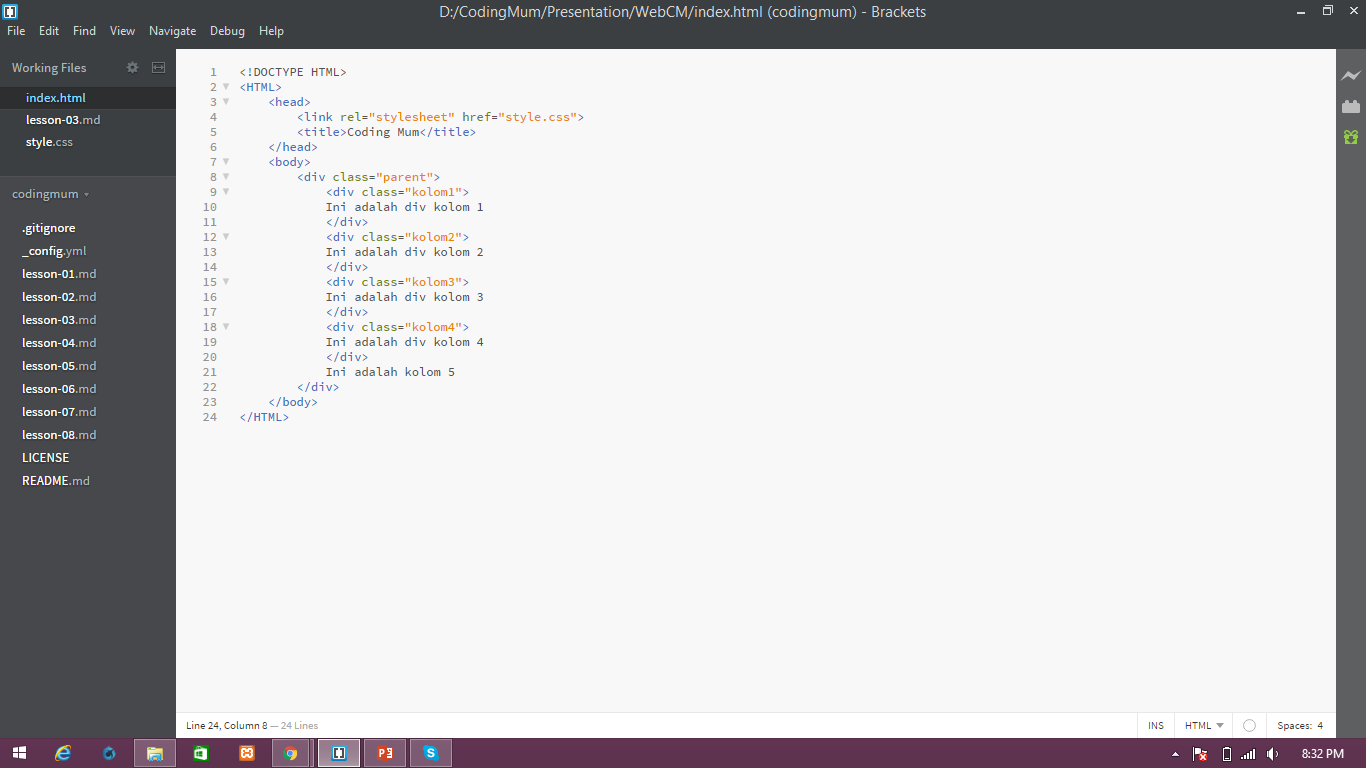 D:/CodingMum/Presentation/WebCM/index.html (codingmum) - Brackets
File Edit Find View Navigate Debug Help
Working Files
index.html
lesson-03.md
style.css
codingmum
.gitignore
_config.yml
lesson-01.md
lesson-02.md
lesson-03.md
lesson-04.md
lesson-05.md
lesson-06.md
lesson-07.md
lesson-08.md
LICENSE
README.md
1 <!DOCTYPE HTML>
2 <HTML>
3 <head>
4 <link rel="stylesheet" href="style.css">
5 <title>Coding Mum</title>
6 </head>
7 <body>
8 <div class="parent">
9 <div class="kolom1">
10 Ini adalah div kolom 1
11 </div>
12 <div class="kolom2">
13 Ini adalah div kolom 2
14 </div>
15 <div class="kolom3">
16 Ini adalah div kolom 3
17 </div>
18 <div class="kolom4">
19 Ini adalah div kolom 4
20 </div>
21 Ini adalah kolom 5
22 </div>
23 </body>
24 </HTML>
Line 24, Column 8 — 24 Lines
INS HTML Spaces: 4
8:32 PM